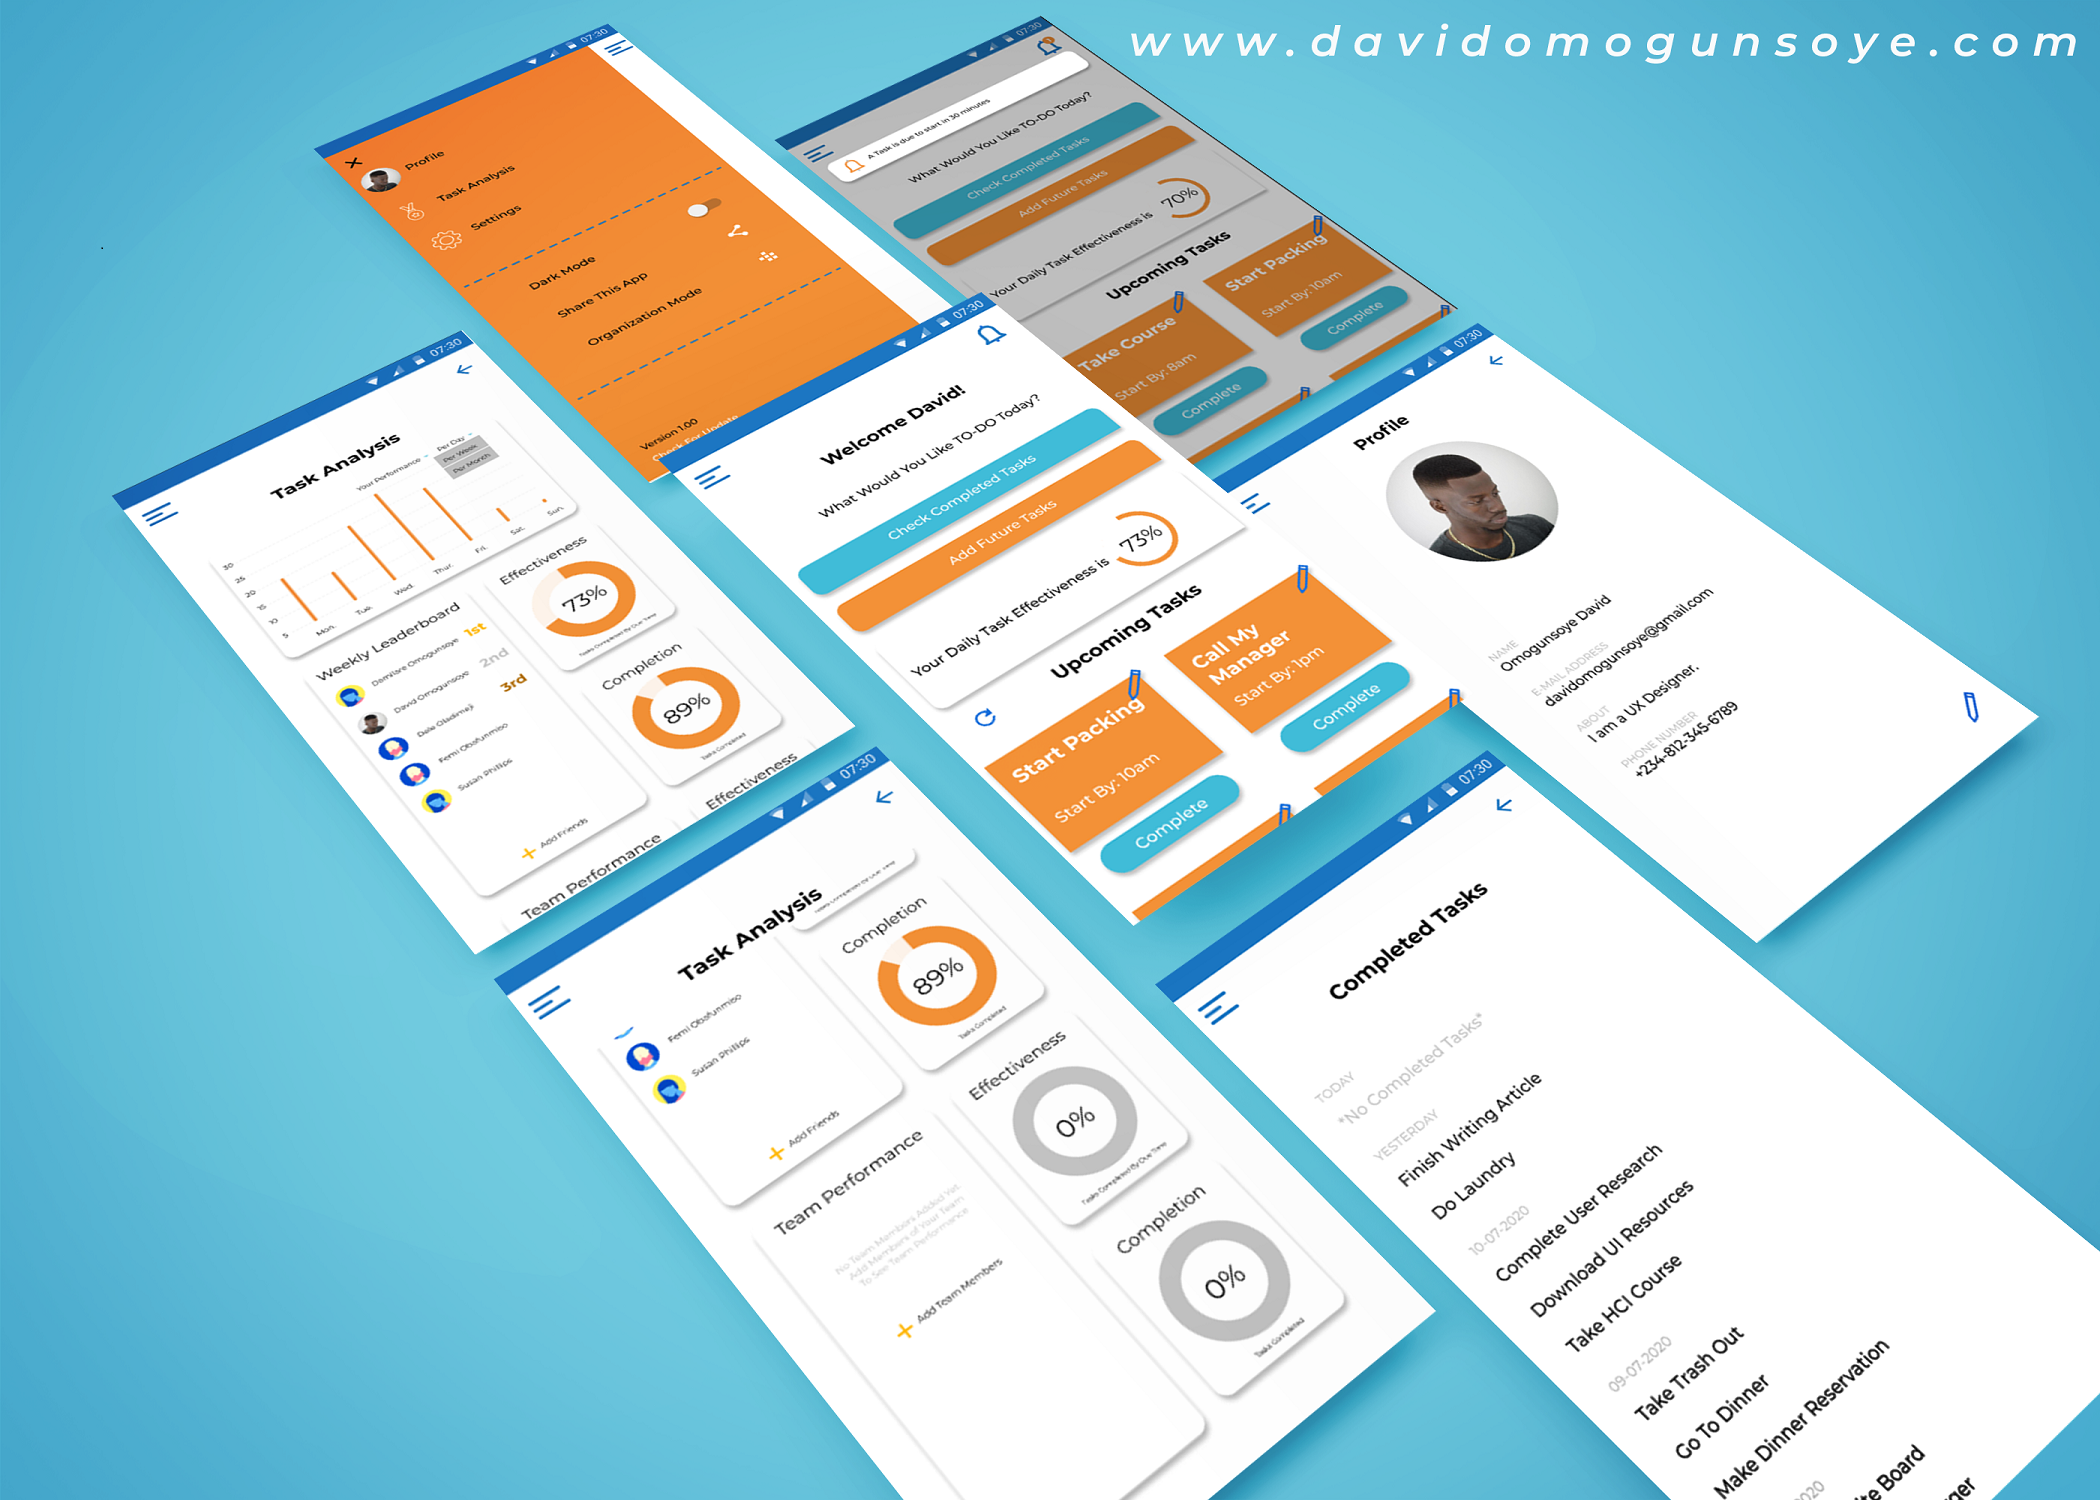 www.davidomogunsoye.com
07:30
Profile
Task Analysis
Settings
Dark Mode
Share This App
Organization Mode
Version 1.00
Check For Update
07:30
A Task is due to start in 30 minutes
What Would You Like TO-DO Today?
Check Completed Tasks
Add Future Tasks
Your Daily Task Effectiveness is 70%
Upcoming Tasks
Start Packing
Start By: 10am
Complete
Take Course
Start By: 8am
Complete
07:30
Task Analysis
Your Performance
Per Day
Per Week
Per Month
30
25
20
15
10
5
Mon.
Tue.
Wed.
Thur.
Fri.
Sat.
Sun.
Weekly Leaderboard
Damilare Omogunsoye 1st
David Omogunsoye 2nd
Dele Oladimeji 3rd
Femi Obafunmiso
Susan Phillips
Add Friends
Effectiveness
73%
Tasks Completed By Due Time
Completion
89%
Tasks Completed
Team Performance
Effectiveness
07:30
Welcome David!
What Would You Like TO-DO Today?
Check Completed Tasks
Add Future Tasks
Your Daily Task Effectiveness is 73%
Upcoming Tasks
Start Packing
Start By: 10am
Complete
Call My
Manager
Start By: 1pm
Complete
07:30
Profile
NAME
Omogunsoye David
E-MAIL ADDRESS
davidomogunsoye@gmail.com
ABOUT
I am a UX Designer.
PHONE NUMBER
+234-812-345-6789
07:30
Task Analysis
Tasks Completed By Due Time
Femi Obafunmiso
Susan Phillips
Add Friends
Completion
89%
Tasks Completed
Team Performance
No Team Members Added Yet.
Add Members of Your Team
To See Team Performance
Add Team Members
Effectiveness
0%
Tasks Completed By Due Time
Completion
0%
Tasks Completed
07:30
Completed Tasks
TODAY
*No Completed Tasks*
YESTERDAY
Finish Writing Article
Do Laundry
10-07-2020
Complete User Research
Download UI Resources
Take HCI Course
09-07-2020
Take Trash Out
Go To Dinner
Make Dinner Reservation
020
te Board
ger